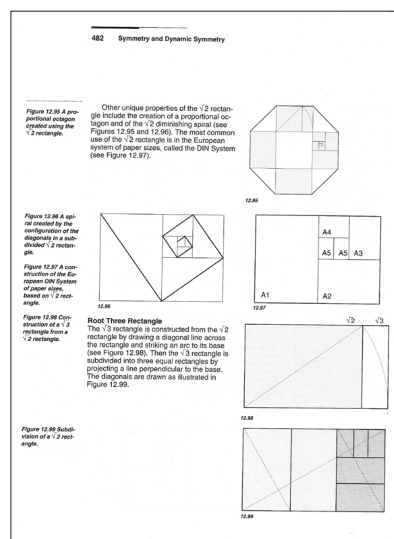 482 Symmetry and Dynamic Symmetry
Figure 12.95 A pro-
portional octagon
created using the
√2 rectangle.
Other unique properties of the √2 rectan-
gle include the creation of a proportional oc-
tagon and of the √2 diminishing spiral (see
Figures 12.95 and 12.96). The most common
use of the √2 rectangle is in the European
system of paper sizes, called the DIN System
(see Figure 12.97).
12.95
Figure 12.96 A spi-
ral created by the
configuration of the
diagonals in a sub-
divided √2 rectan-
gle.
Figure 12.97 A con-
struction of the Eu-
ropean DIN System
of paper sizes,
based on √2 rect-
angle.
Figure 12.98 Con-
struction of a √3
rectangle from a
√2 rectangle.
12.96
A4
A5 A5 A3
A1 A2
12.97
Root Three Rectangle
The √3 rectangle is constructed from the √2
rectangle by drawing a diagonal line across
the rectangle and striking an arc to its base
(see Figure 12.98). Then the √3 rectangle is
subdivided into three equal rectangles by
projecting a line perpendicular to the base.
The diagonals are drawn as illustrated in
Figure 12.99.
√2 √3
12.98
Figure 12.99 Subdi-
vision of a √3 rect-
angle.
12.99